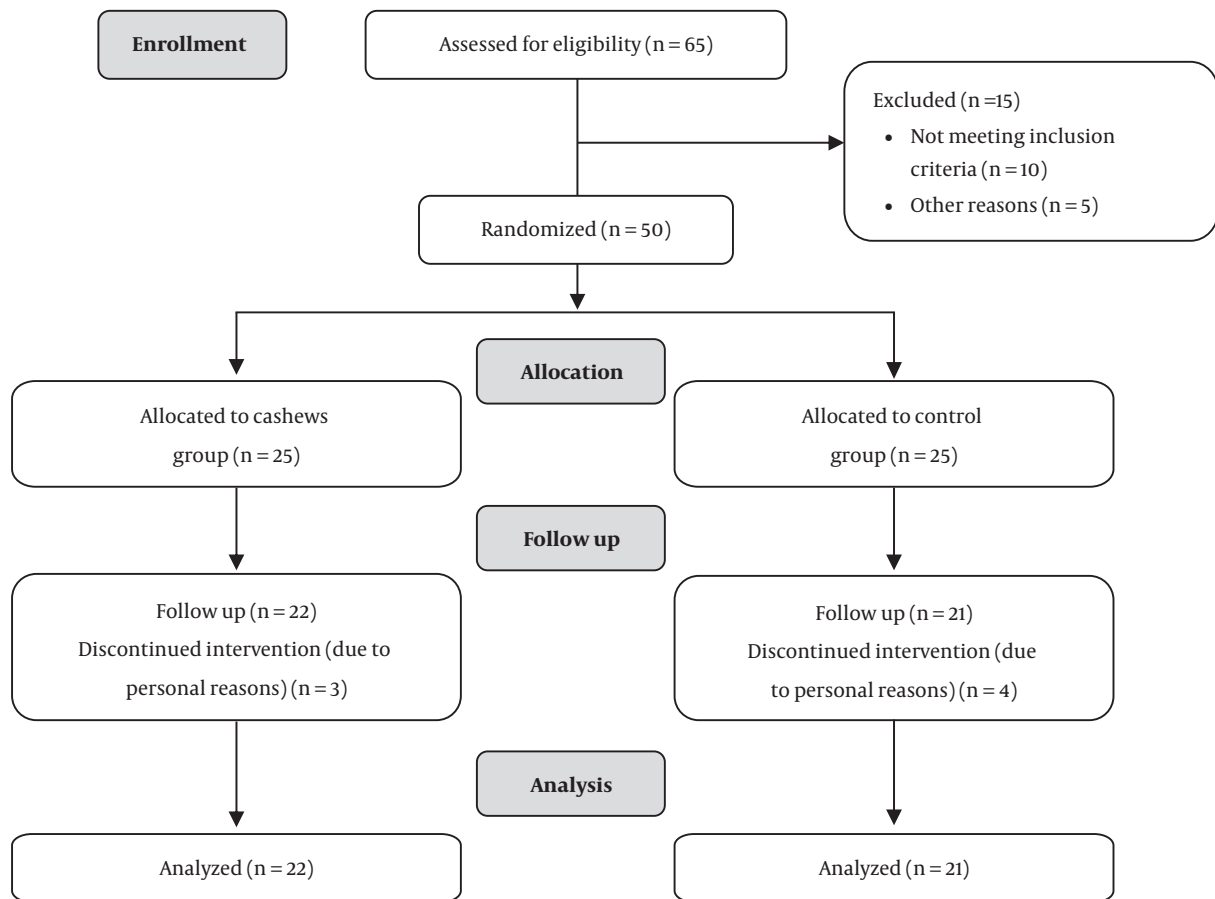 Enrollment
Assessed for eligibility (n = 65)
Excluded (n =15)
• Not meeting inclusion
criteria (n = 10)
• Other reasons (n = 5)
Randomized (n = 50)
Allocation
Allocated to cashews
group (n = 25)
Allocated to control
group (n = 25)
Follow up
Follow up (n = 22)
Discontinued intervention (due to
personal reasons) (n = 3)
Follow up (n = 21)
Discontinued intervention (due
to personal reasons) (n = 4)
Analysis
Analyzed (n = 22)
Analyzed (n = 21)